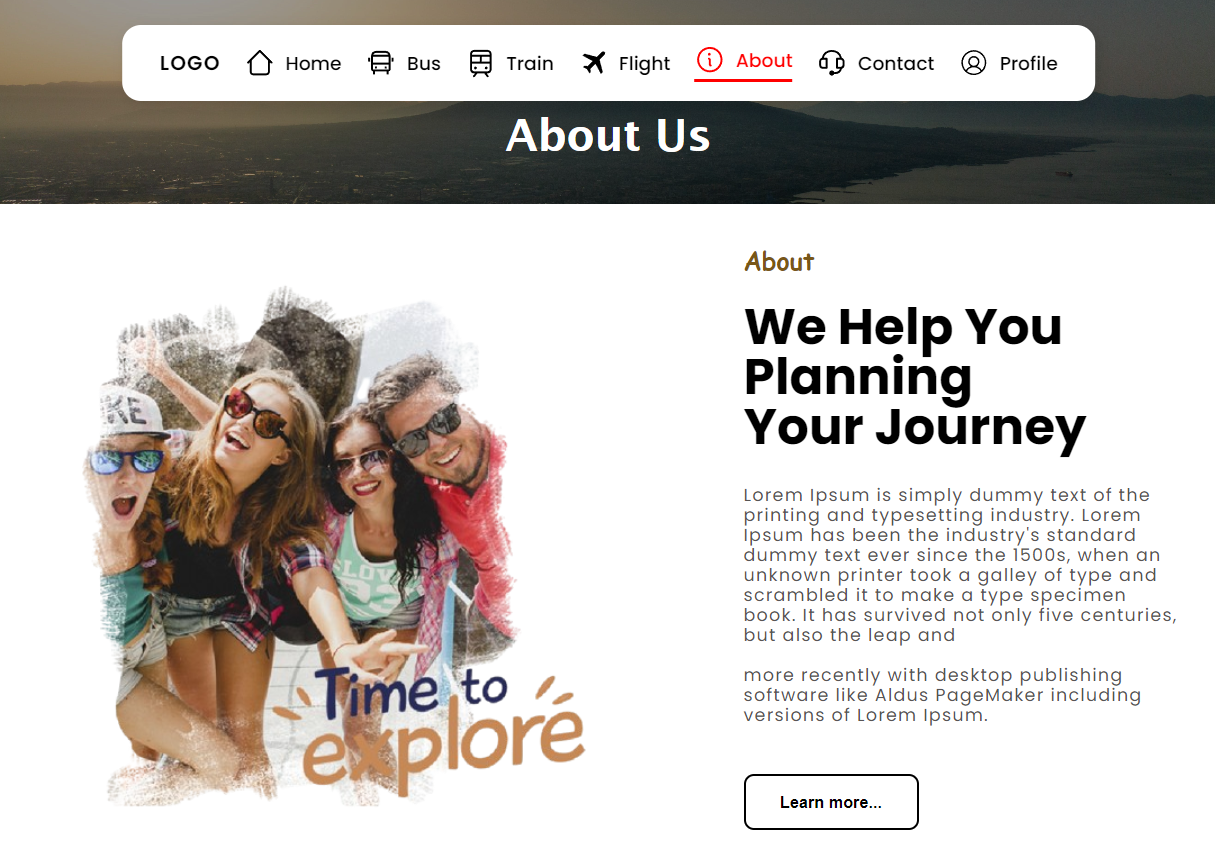 LOGO Home Bus Train Flight About Contact Profile
About Us
About
We Help You
Planning
Your Journey
Lorem Ipsum is simply dummy text of the
printing and typesetting industry. Lorem
Ipsum has been the industry's standard
dummy text ever since the 1500s, when an
unknown printer took a galley of type and
scrambled it to make a type specimen
book. It has survived not only five centuries,
but also the leap and
more recently with desktop publishing
software like Aldus PageMaker including
versions of Lorem Ipsum.
Learn more...
Time to
explore